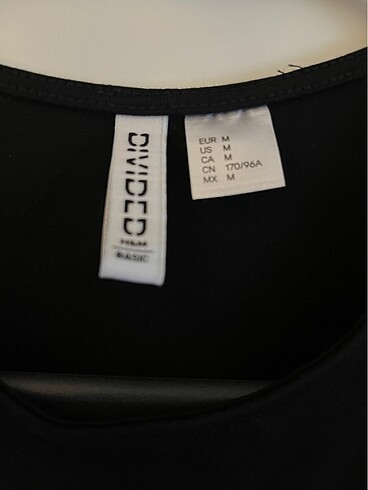 DIVIDED
H&M
BASIC
EUR M
US M
CA M
CN 170/96A
MX M